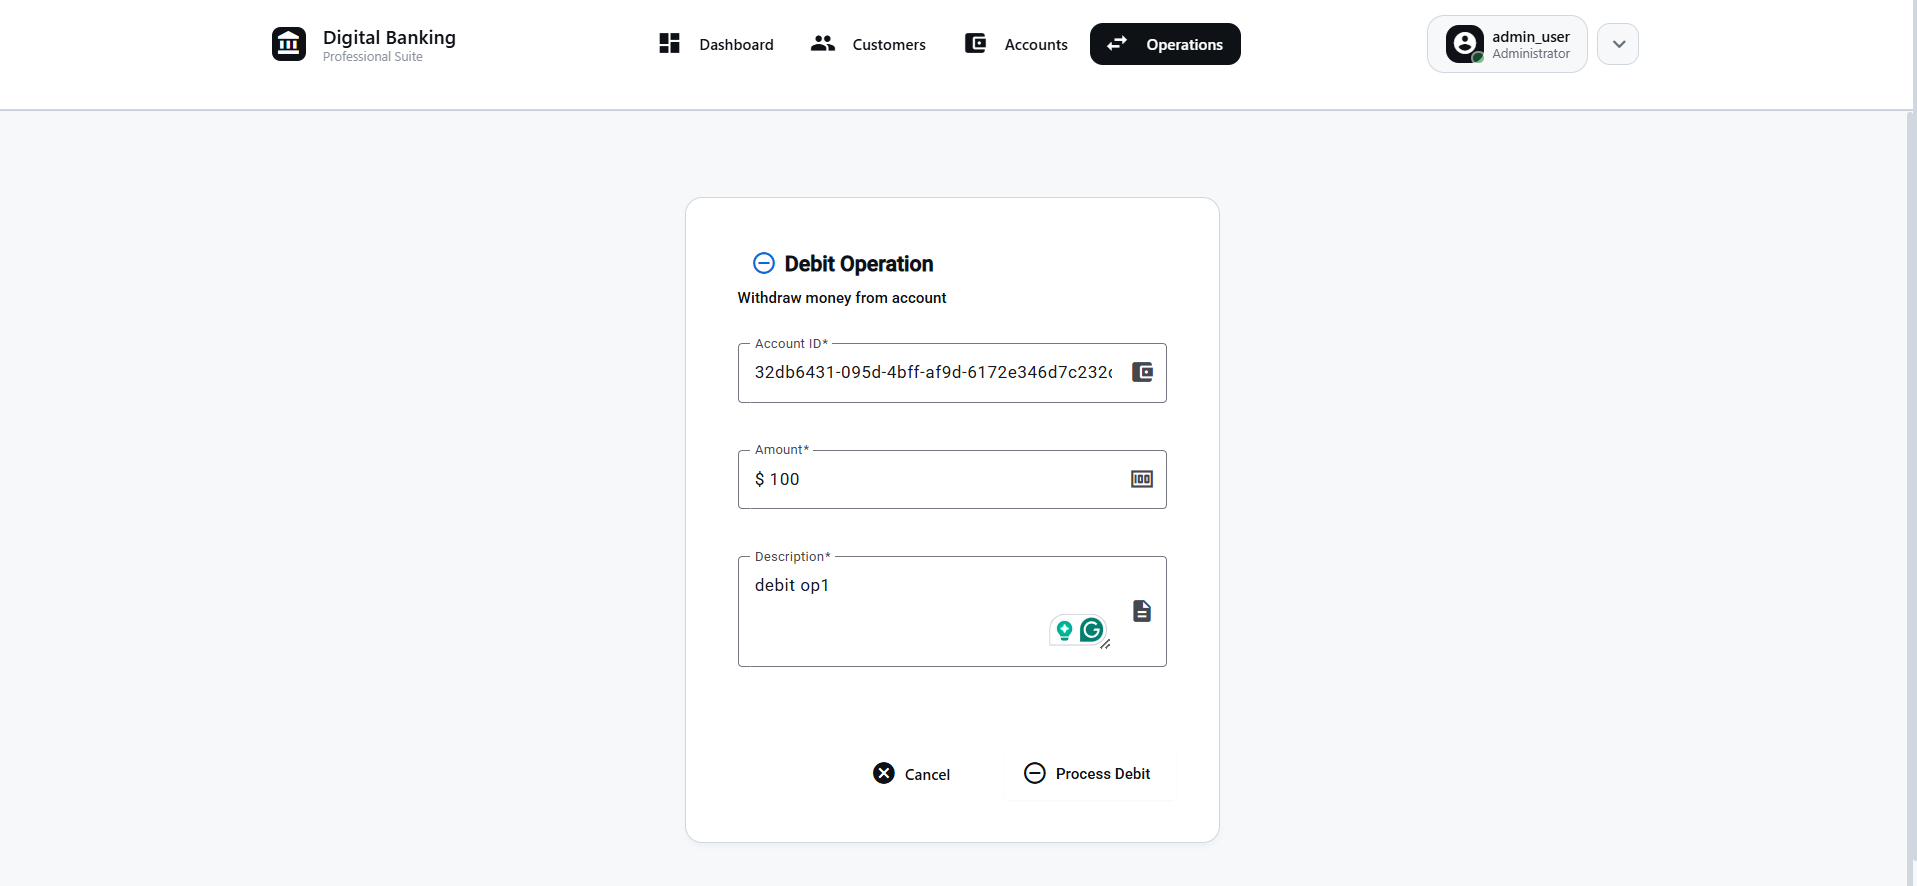 Digital Banking
Professional Suite
Dashboard
Customers
Accounts
Operations
admin_user
Administrator
Debit Operation
Withdraw money from account
Account ID*
32db6431-095d-4bff-af9d-6172e346d7c232
Amount*
$ 100
Description*
debit op1
Cancel
Process Debit